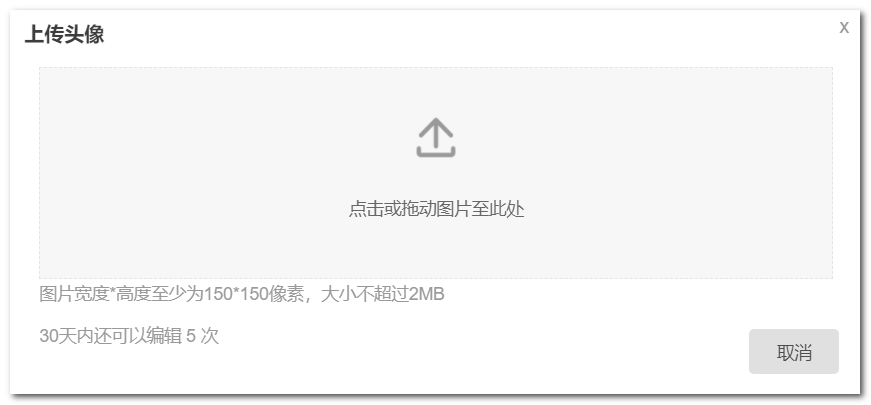 上传头像
x
点击或拖动图片至此处
图片宽度*高度至少为150*150像素，大小不超过2MB
30天内还可以编辑 5 次
取消